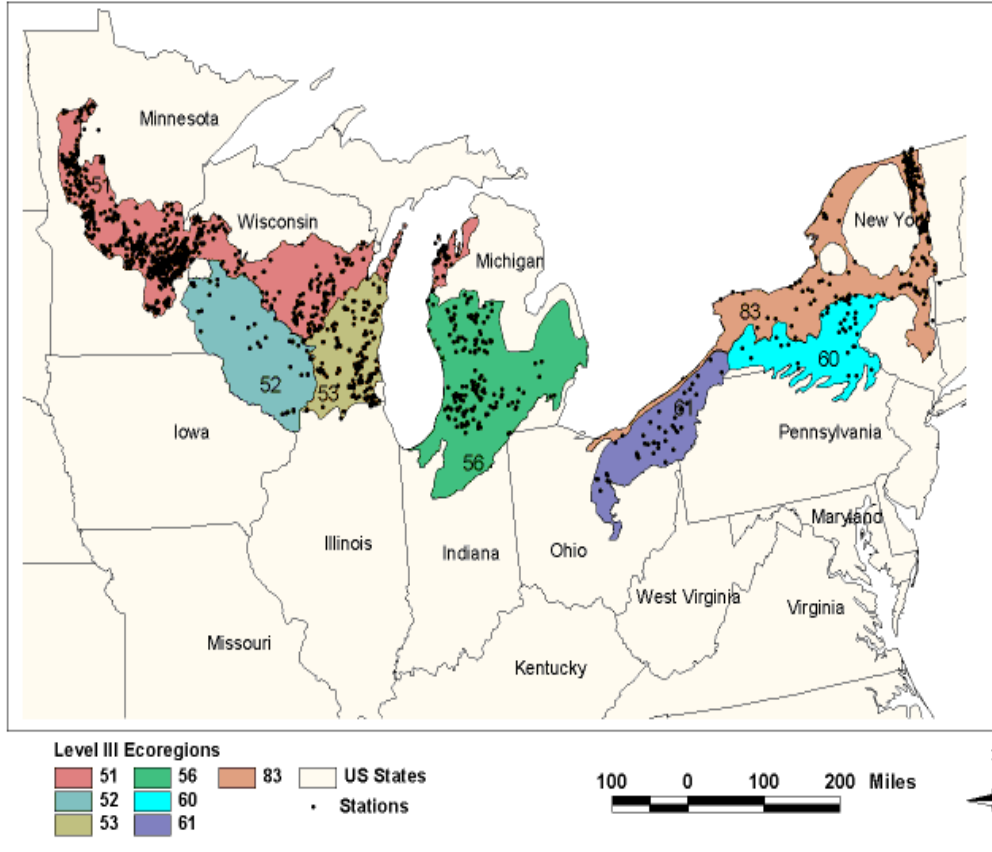 Minnesota
51
Wisconsin
New York
Michigan
83
60
52
53
61
Iowa
Pennsylvania
56
Maryland
Illinois
Indiana
Ohio
West Virginia
Virginia
Missouri
Kentucky
Level III Ecoregions
51 56 83 US States
52 60 Stations
53 61
100 0 100 200 Miles